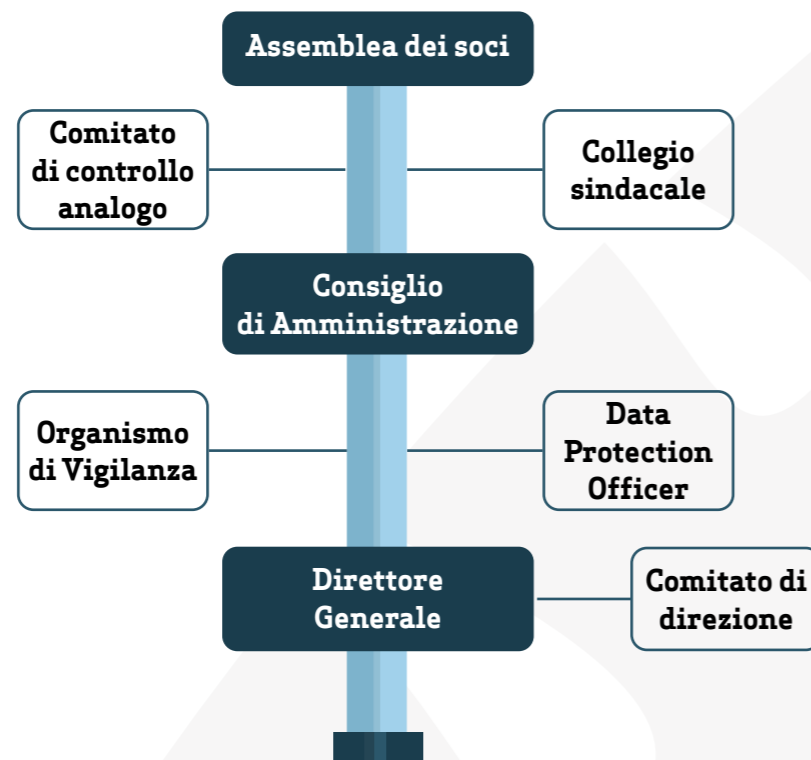 Assemblea dei soci
Comitato
di controllo
analogo
Collegio
sindacale
Consiglio
di Amministrazione
Organismo
di Vigilanza
Data
Protection
Officer
Direttore
Generale
Comitato di
direzione